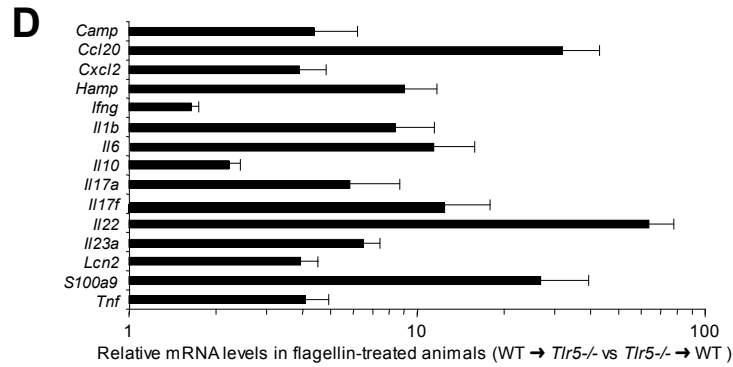 D
Camp
Ccl20
Cxcl2
Hamp
Ifng
Il1b
Il6
Il10
Il17a
Il17f
Il22
Il23a
Lcn2
S100a9
Tnf
1 10 100
Relative mRNA levels in flagellin-treated animals (WT ➔ Tlr5-/- vs Tlr5-/- ➔ WT )